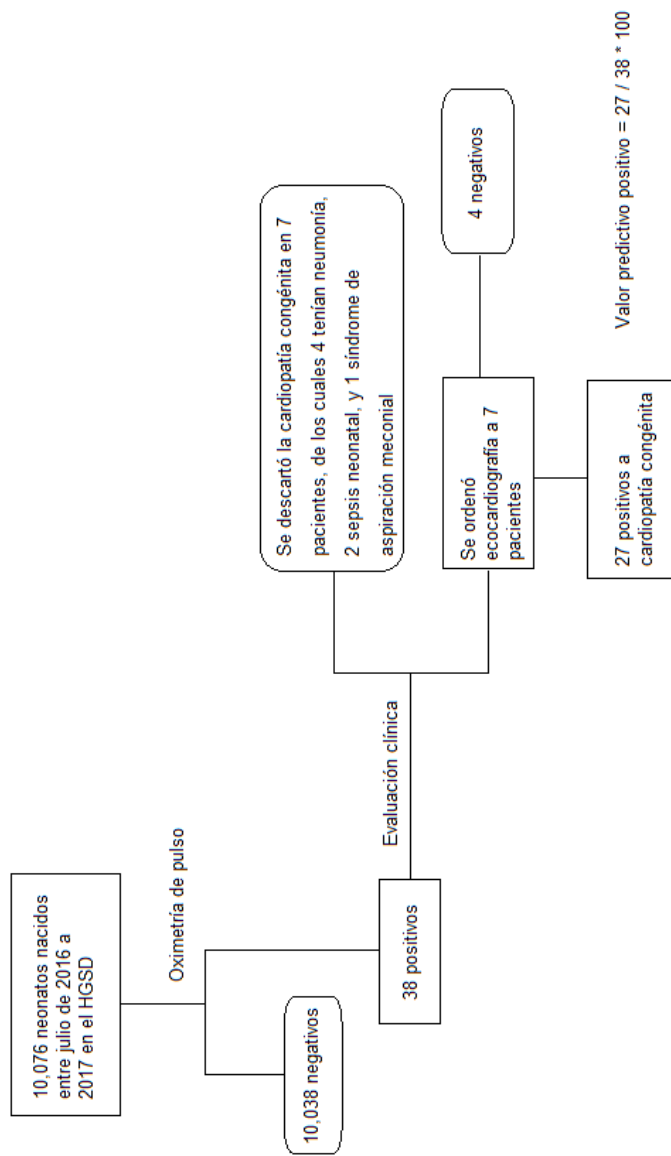 10,076 neonatos nacidos
entre julio de 2016 a
2017 en el HGSD
Oximetría de pulso
10,038 negativos
38 positivos
Evaluación clínica
Se descartó la cardiopatía congénita en 7
pacientes, de los cuales 4 tenían neumonía,
2 sepsis neonatal, y 1 síndrome de
aspiración meconial
Se ordenó
ecocardiografía a 7
pacientes
4 negativos
27 positivos a
cardiopatía congénita
Valor predictivo positivo = 27 / 38 * 100